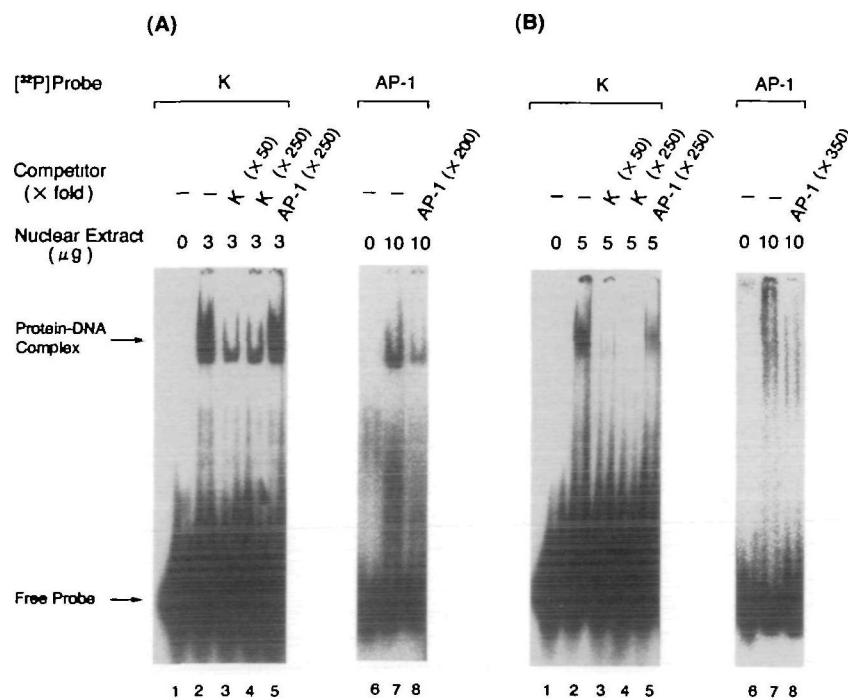 (A) (B)
[³²P]Probe K AP-1 K AP-1
Competitor
(× fold) – – K (× 50) K (× 250) AP-1 (× 250) – – AP-1 (× 200) – – K (× 50) K (× 250) AP-1 (× 250) – – AP-1 (× 350)
Nuclear Extract
(μg) 0 3 3 3 3 0 10 10 0 5 5 5 5 0 10 10
Protein-DNA
Complex
Free Probe
1 2 3 4 5 6 7 8 1 2 3 4 5 6 7 8